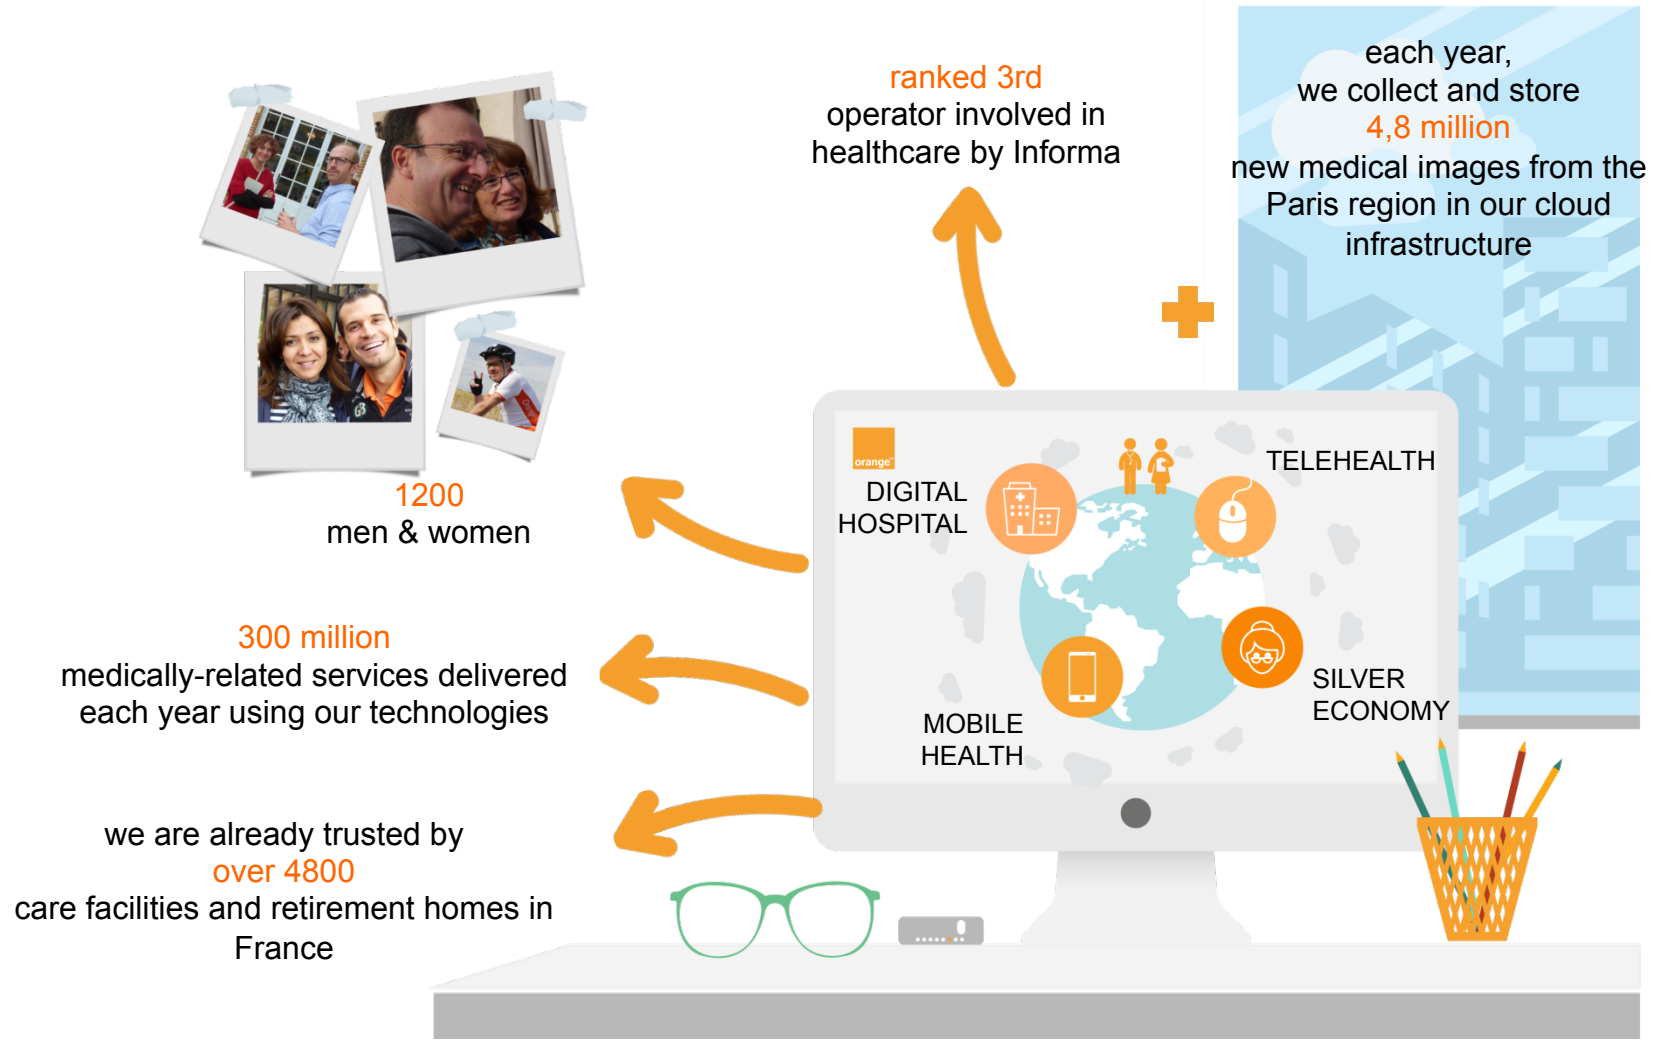 ranked 3rd
operator involved in
healthcare by Informa
each year,
we collect and store
4,8 million
new medical images from the
Paris region in our cloud
infrastructure
1200
men & women
300 million
medically-related services delivered
each year using our technologies
we are already trusted by
over 4800
care facilities and retirement homes in
France
orange™
DIGITAL
HOSPITAL
TELEHEALTH
MOBILE
HEALTH
SILVER
ECONOMY